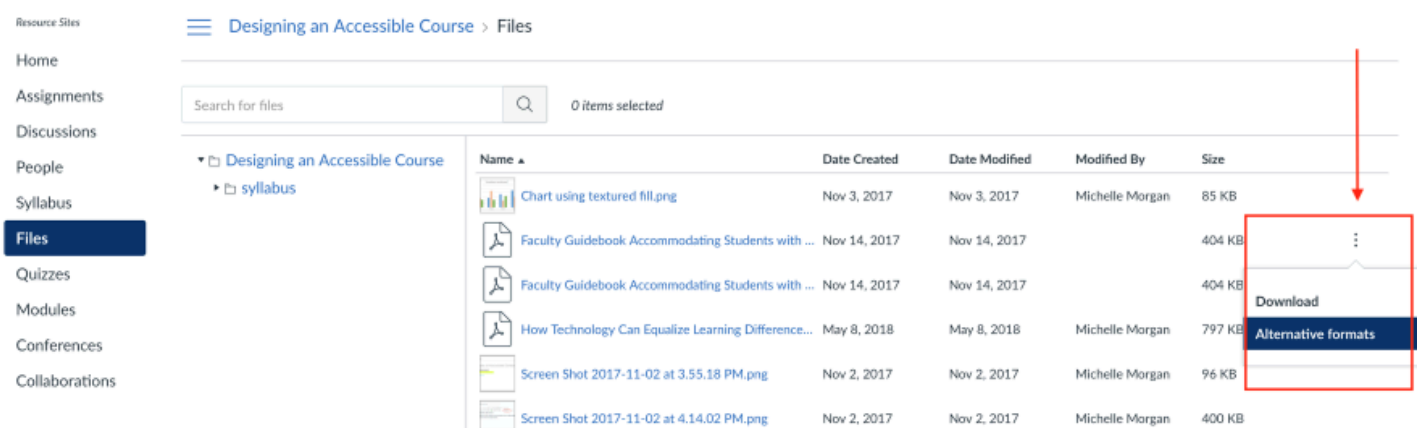 Resource Sites
Home
Assignments
Discussions
People
Syllabus
Files
Quizzes
Modules
Conferences
Collaborations
Designing an Accessible Course > Files
Search for files
0 items selected
Designing an Accessible Course
syllabus
Name Date Created Date Modified Modified By Size
Chart using textured fill.png Nov 3, 2017 Nov 3, 2017 Michelle Morgan 85 KB
Faculty Guidebook Accommodating Students with ... Nov 14, 2017 Nov 14, 2017 404 KB
Faculty Guidebook Accommodating Students with ... Nov 14, 2017 Nov 14, 2017 404 KB
How Technology Can Equalize Learning Difference... May 8, 2018 May 8, 2018 Michelle Morgan 797 KB
Screen Shot 2017-11-02 at 3.55.18 PM.png Nov 2, 2017 Nov 2, 2017 Michelle Morgan 96 KB
Screen Shot 2017-11-02 at 4.14.02 PM.png Nov 2, 2017 Nov 2, 2017 Michelle Morgan 400 KB
Download
Alternative formats